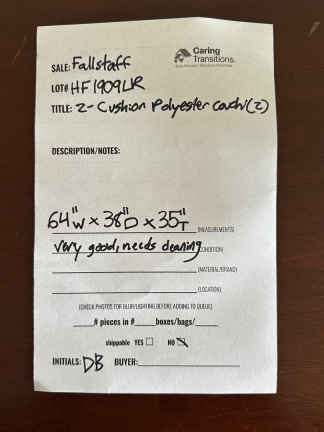 Caring
Transitions.
SALE: Fallstaff
LOT# HF1909LR
TITLE: 2-Cushion Polyester couch (2)
DESCRIPTION/NOTES:
64"W x 38"D x 35"T (MEASUREMENTS)
very good, needs cleaning (CONDITION)
(MATERIAL/BRAND)
(LOCATION)
(CHECK PHOTOS FOR BLUR/LIGHTING BEFORE ADDING TO QUEUE)
# pieces in # boxes/bags/
shippable YES NO
INITIALS: DB BUYER: